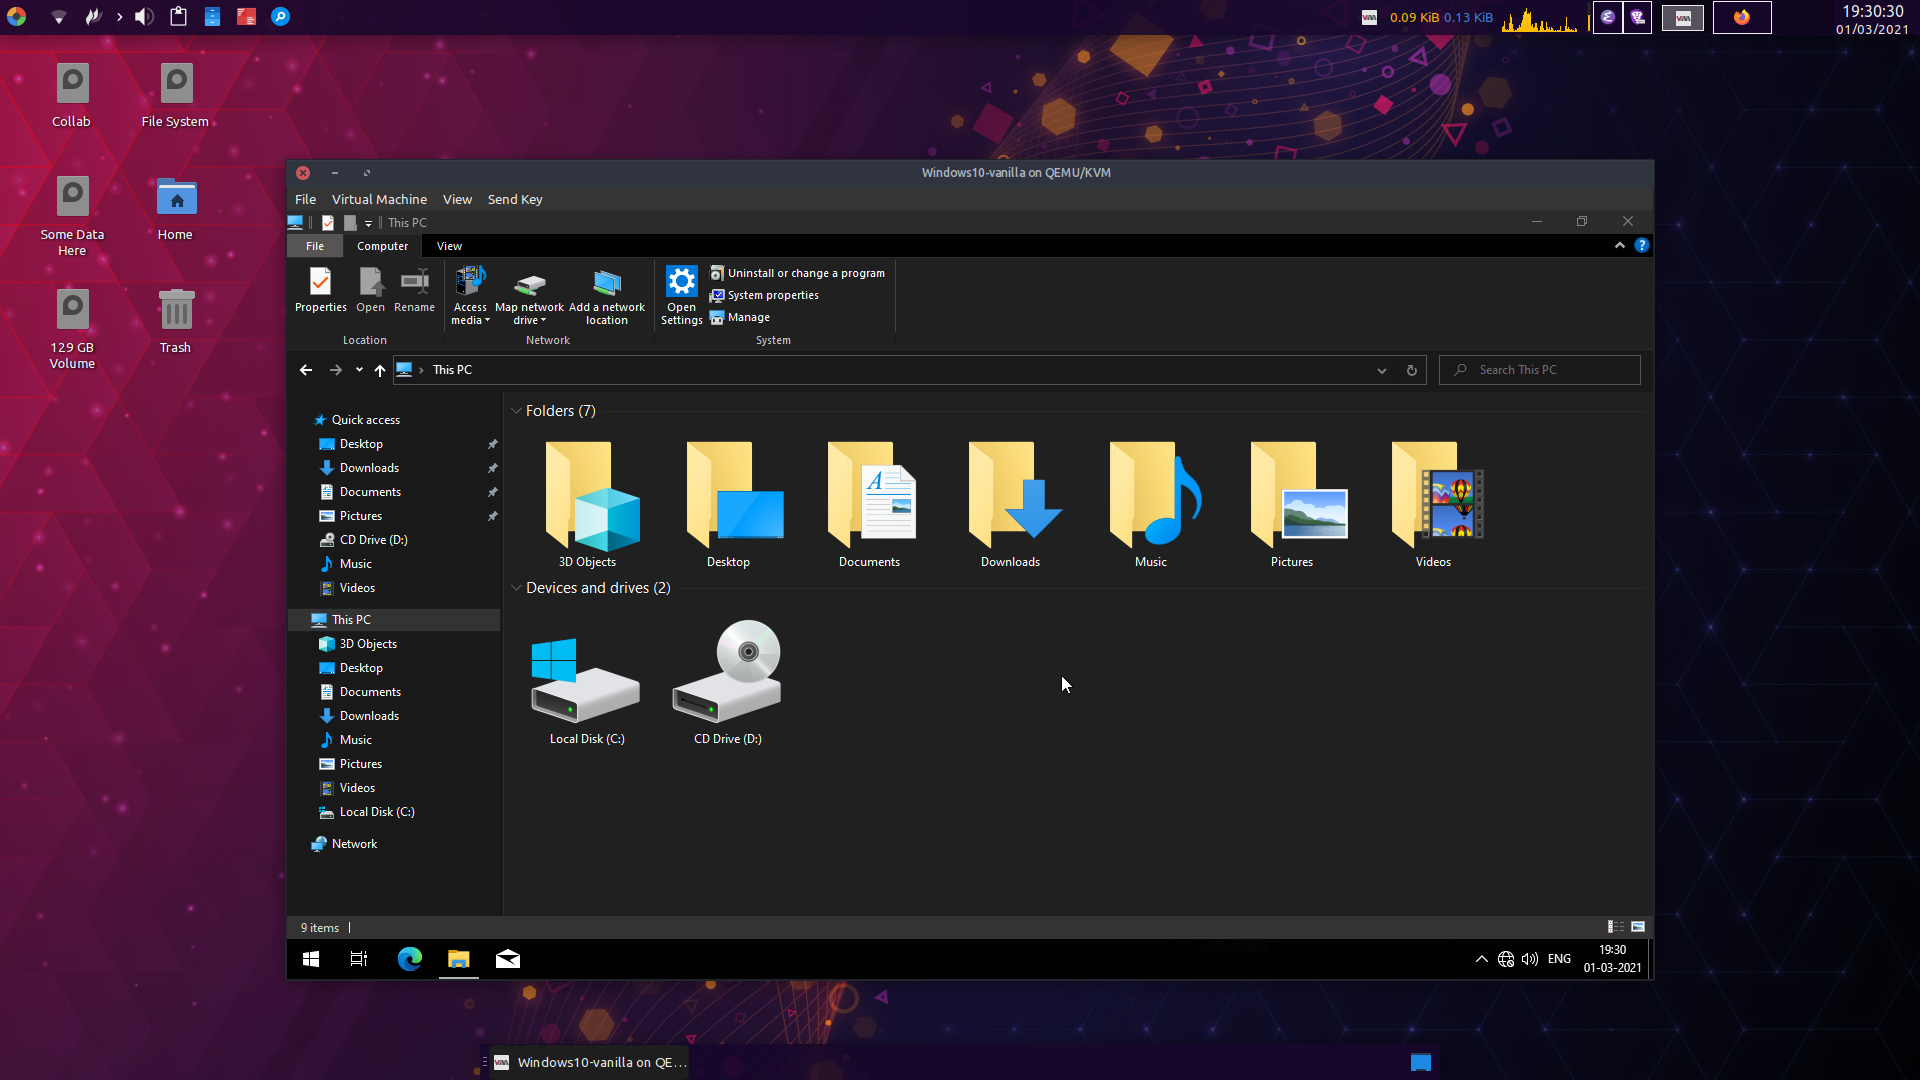 0.09 KiB 0.13 KiB
19:30:30
01/03/2021
Collab
File System
Some Data
Here
Home
129 GB
Volume
Trash
Windows10-vanilla on QEMU/KVM
File Virtual Machine View Send Key
This PC
File Computer View
Properties Open Rename
Access
media
Map network
drive
Add a network
location
Open
Settings
Uninstall or change a program
System properties
Manage
Location Network System
This PC
Search This PC
Quick access
Desktop
Downloads
Documents
Pictures
CD Drive (D:)
Music
Videos
This PC
3D Objects
Desktop
Documents
Downloads
Music
Pictures
Videos
Local Disk (C:)
Network
Folders (7)
3D Objects Desktop Documents Downloads Music Pictures Videos
Devices and drives (2)
Local Disk (C:) CD Drive (D:)
9 items
ENG
19:30
01-03-2021
Windows10-vanilla on QE...